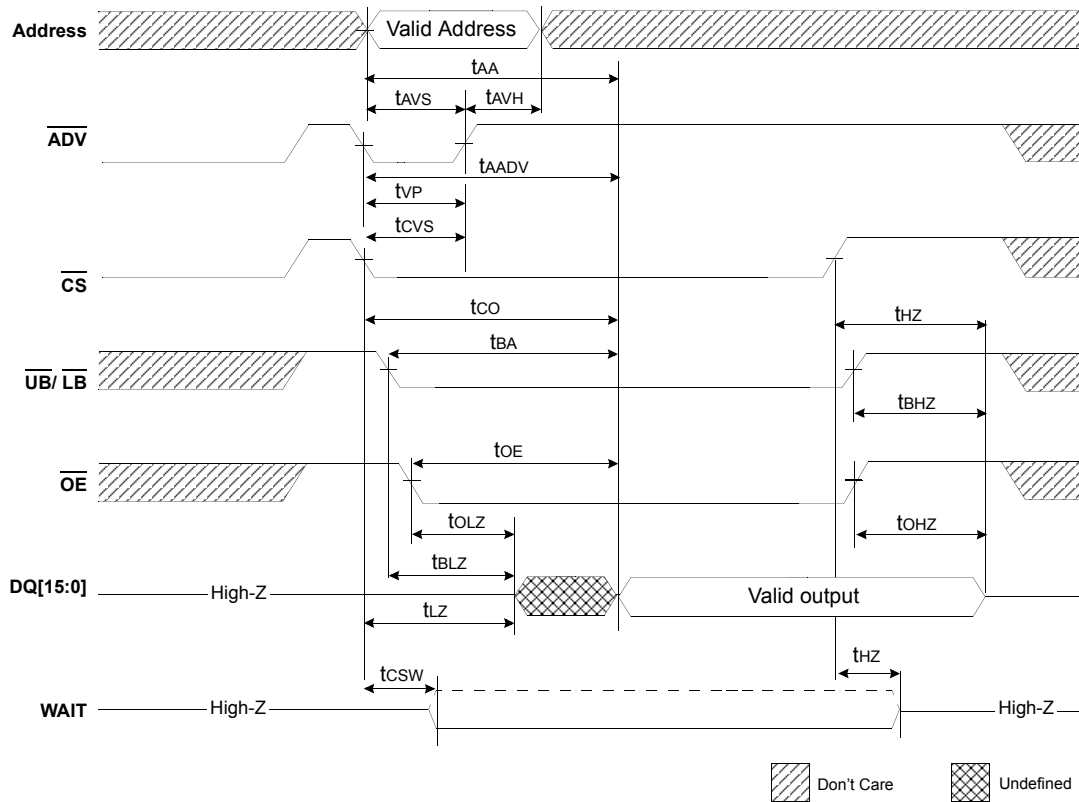 Address
Valid Address
tAA
tAVS
tAVH
ADV
tAADV
tVP
tCVS
CS
tCO
tHZ
tBA
UB/ LB
tBHZ
tOE
OE
tOLZ
tOHZ
tBLZ
DQ[15:0]
High-Z
Valid output
tLZ
tHZ
tCSW
WAIT
High-Z
High-Z
Don't Care
Undefined